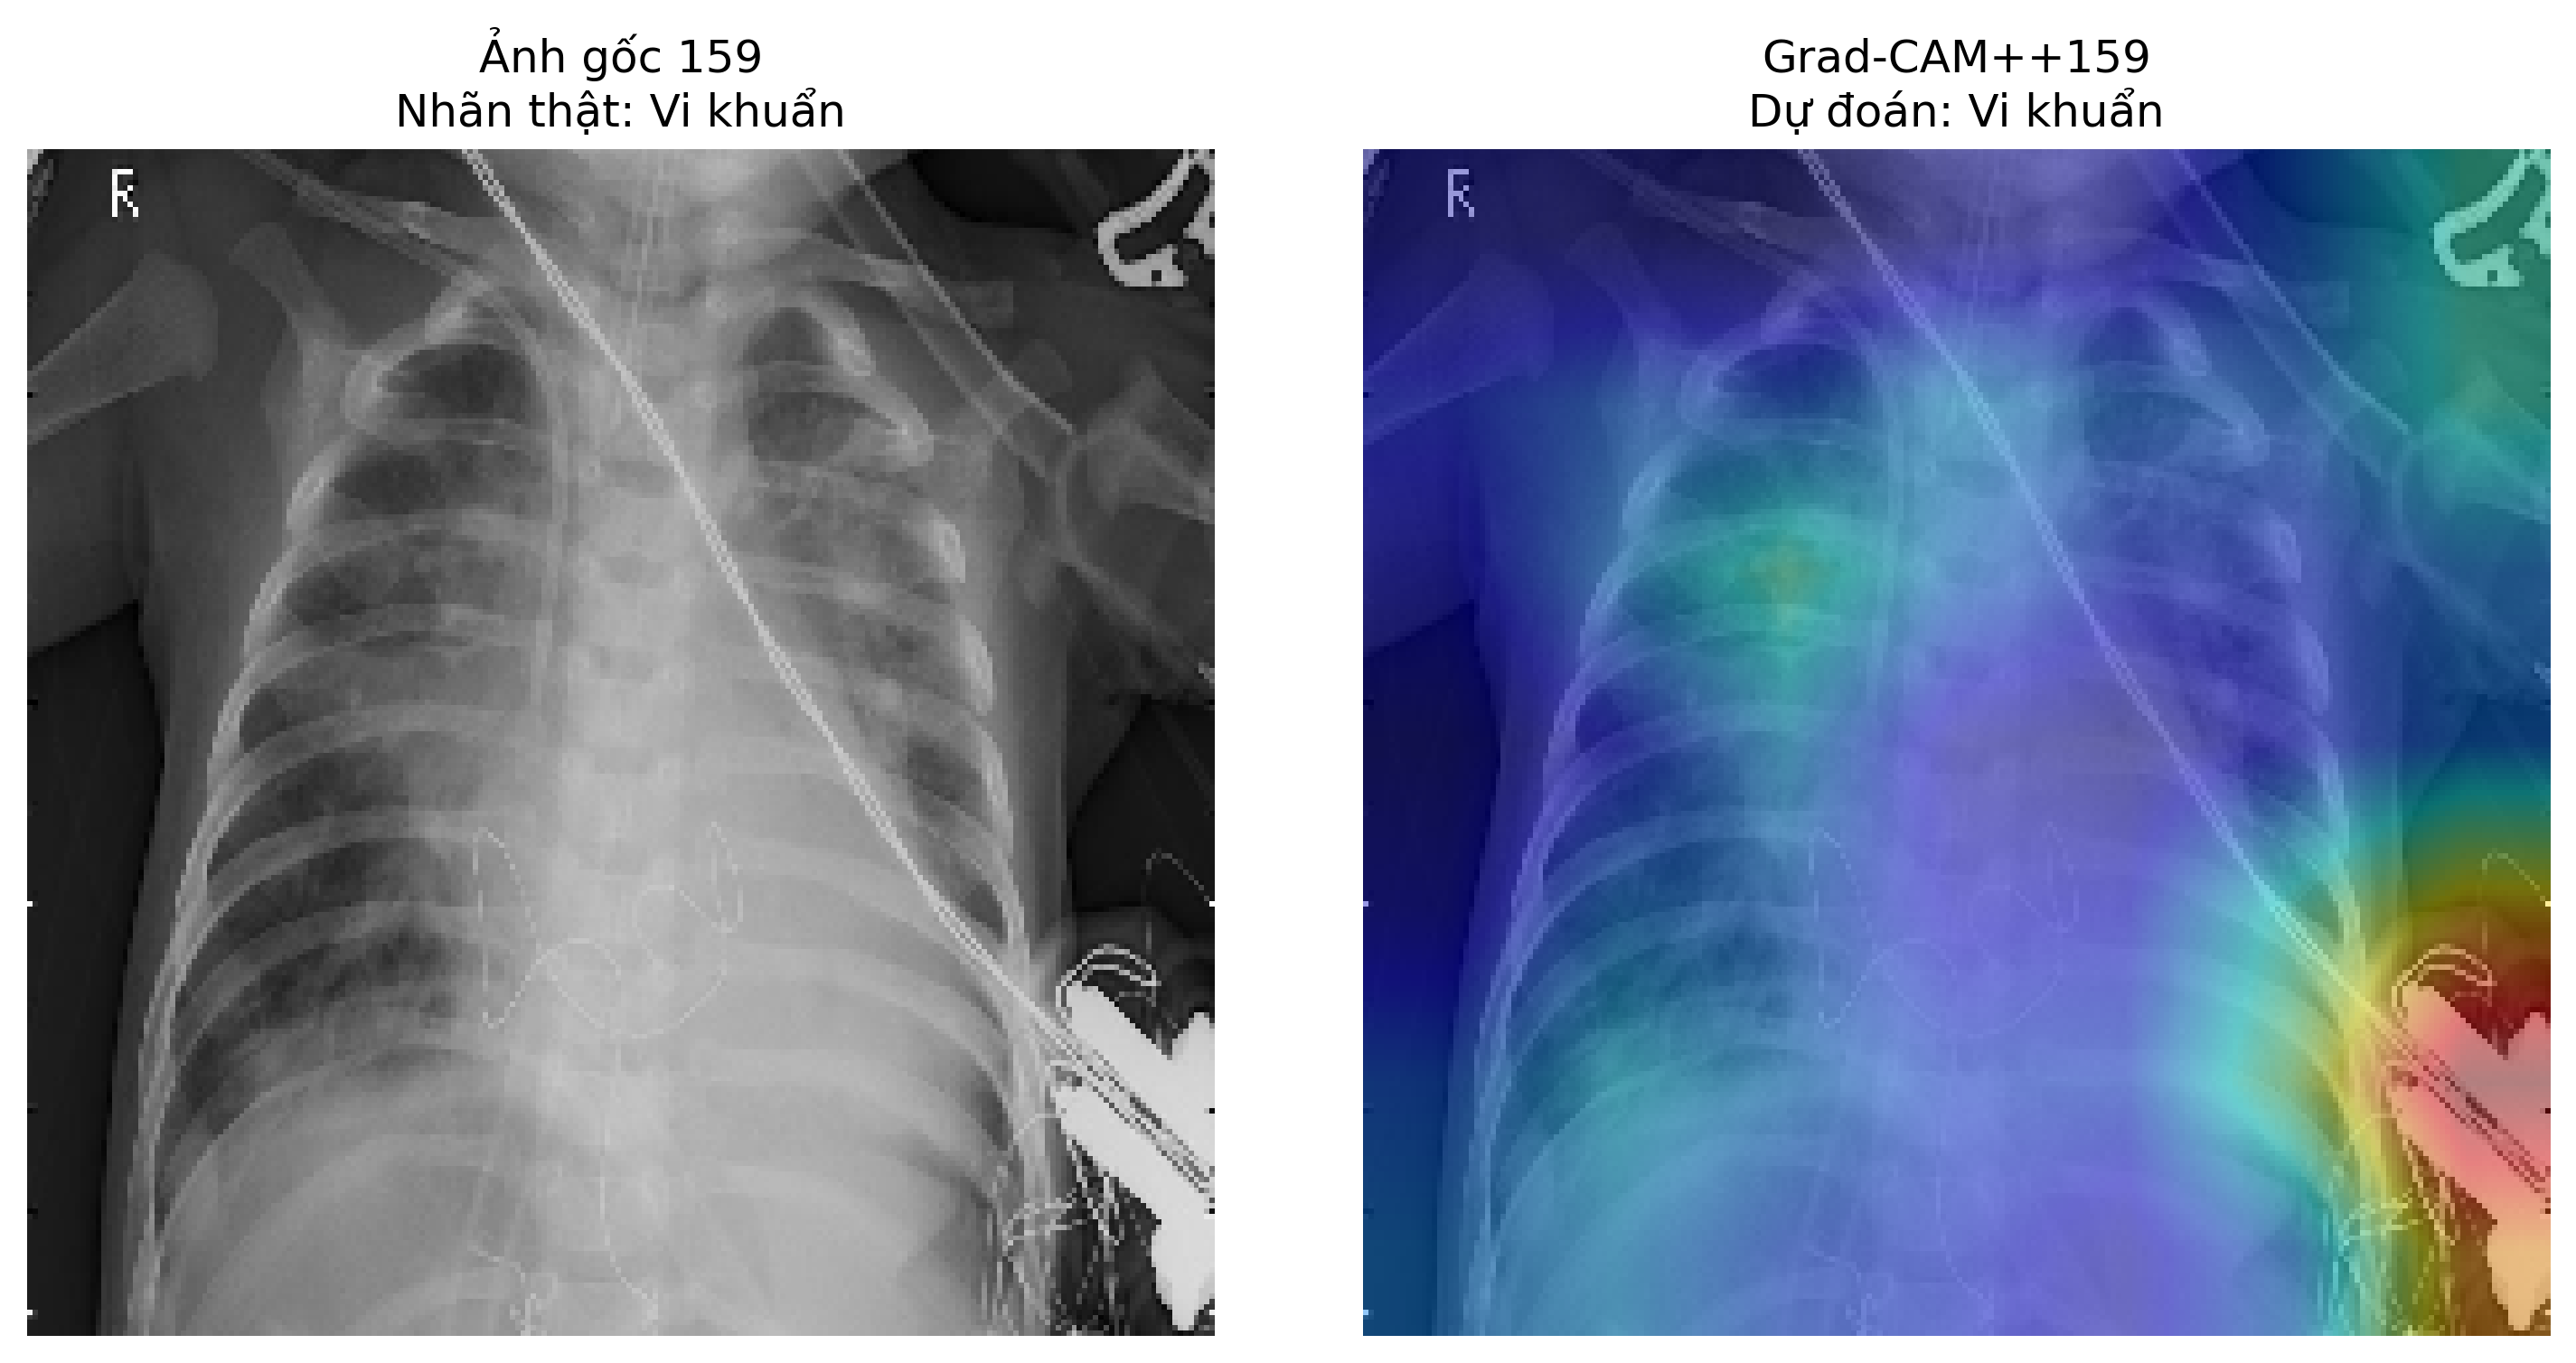 Ảnh gốc 159
Nhãn thật: Vi khuẩn
R
Grad-CAM++159
Dự đoán: Vi khuẩn
R